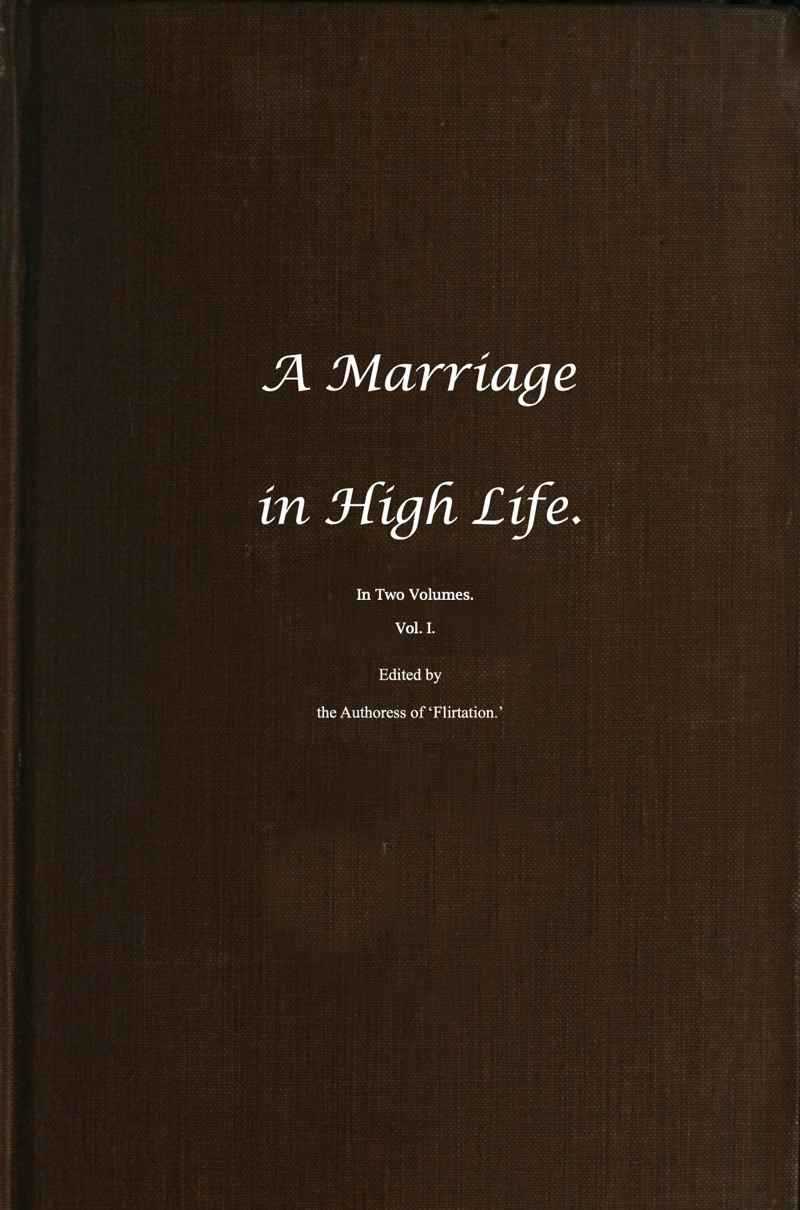 A Marriage
in High Life.
In Two Volumes.
Vol. I.
Edited by
the Authoress of ‘Flirtation.’